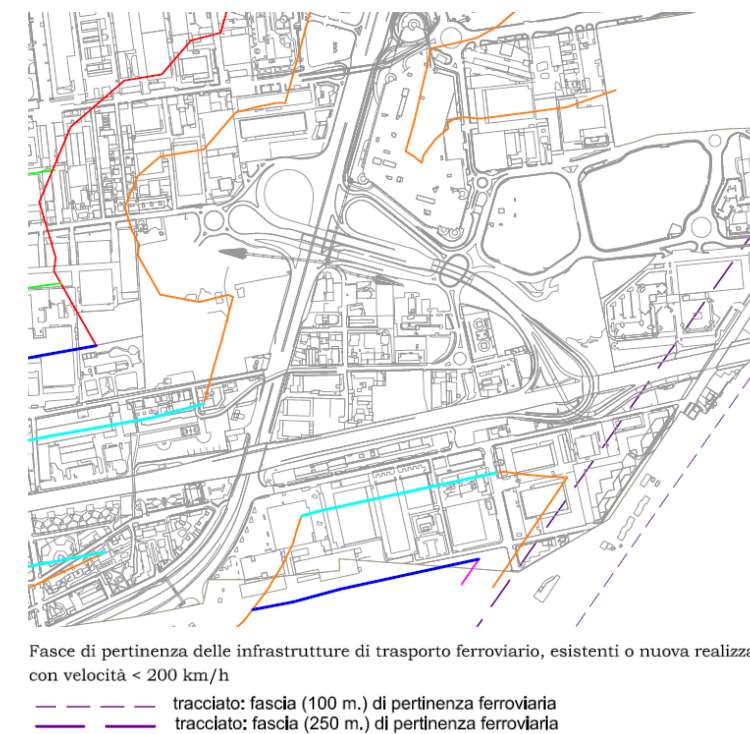 Fasce di pertinenza delle infrastrutture di trasporto ferroviario, esistenti o nuova realizza
con velocità < 200 km/h
tracciato: fascia (100 m.) di pertinenza ferroviaria
tracciato: fascia (250 m.) di pertinenza ferroviaria